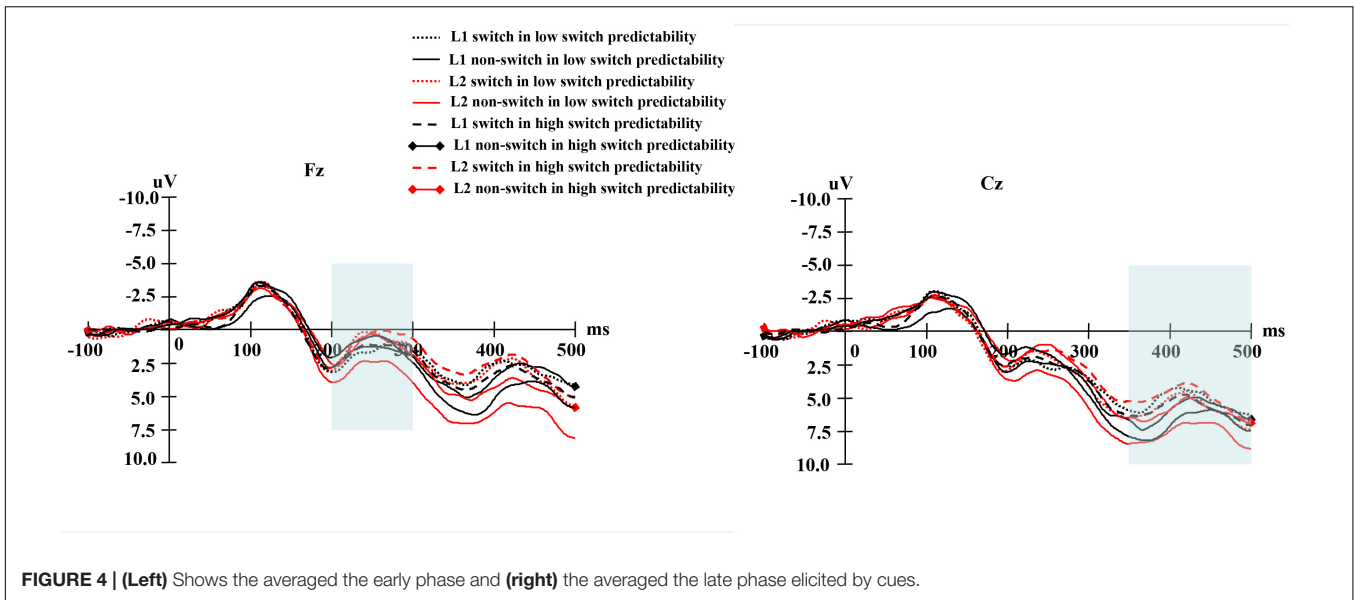 L1 switch in low switch predictability
L1 non-switch in low switch predictability
L2 switch in low switch predictability
L2 non-switch in low switch predictability
L1 switch in high switch predictability
L1 non-switch in high switch predictability
L2 switch in high switch predictability
L2 non-switch in high switch predictability
Fz
uV
-10.0
-7.5
-5.0
-2.5
2.5
5.0
7.5
10.0
-100 0 100 200 300 400 500
ms
Cz
uV
-10.0
-7.5
-5.0
-2.5
2.5
5.0
7.5
10.0
-100 0 100 200 300 400 500
ms
FIGURE 4 | (Left) Shows the averaged the early phase and (right) the averaged the late phase elicited by cues.